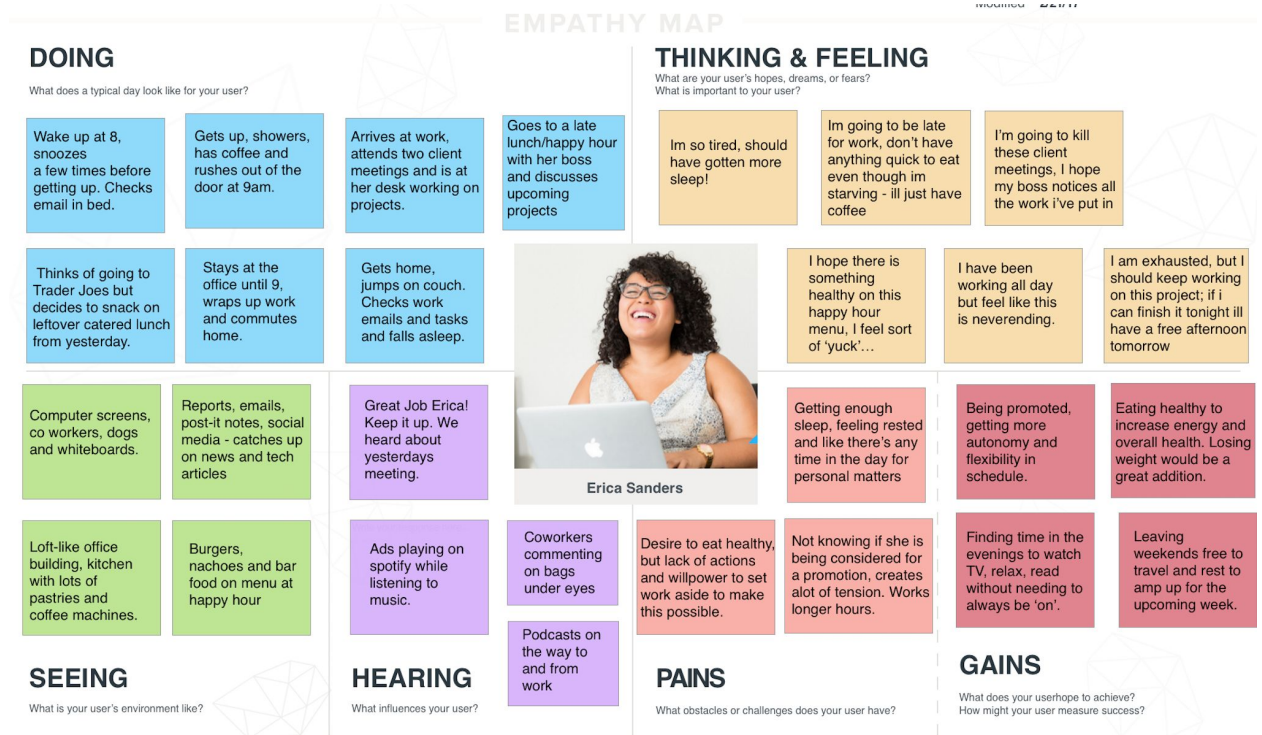 EMPATHY MAP
DOING
What does a typical day look like for your user?
Wake up at 8,
snoozes
a few times before
getting up. Checks
email in bed.
Gets up, showers,
has coffee and
rushes out of the
door at 9am.
Arrives at work,
attends two client
meetings and is at
her desk working on
projects.
Goes to a late
lunch/happy hour
with her boss
and discusses
upcoming
projects
Thinks of going to
Trader Joes but
decides to snack on
leftover catered lunch
from yesterday.
Stays at the
office until 9,
wraps up work
and commutes
home.
Gets home,
jumps on couch.
Checks work
emails and tasks
and falls asleep.
THINKING & FEELING
What are your user's hopes, dreams, or fears?
What is important to your user?
Im so tired, should
have gotten more
sleep!
Im going to be late
for work, don't have
anything quick to eat
even though im
starving - ill just have
coffee
I'm going to kill
these client
meetings, I hope
my boss notices all
the work i've put in
I hope there is
something
healthy on this
happy hour
menu, I feel sort
of 'yuck'…
I have been
working all day
but feel like this
is neverending.
I am exhausted, but I
should keep working
on this project; if i
can finish it tonight ill
have a free afternoon
tomorrow
Erica Sanders
Computer screens,
co workers, dogs
and whiteboards.
Reports, emails,
post-it notes, social
media - catches up
on news and tech
articles
Loft-like office
building, kitchen
with lots of
pastries and
coffee machines.
Burgers,
nachoes and bar
food on menu at
happy hour
SEEING
What is your user's environment like?
Great Job Erica!
Keep it up. We
heard about
yesterdays
meeting.
Ads playing on
spotify while
listening to
music.
Coworkers
commenting
on bags
under eyes
Podcasts on
the way to
and from
work
HEARING
What influences your user?
Getting enough
sleep, feeling rested
and like there's any
time in the day for
personal matters
Desire to eat healthy,
but lack of actions
and willpower to set
work aside to make
this possible.
Not knowing if she is
being considered for
a promotion, creates
alot of tension. Works
longer hours.
PAINS
What obstacles or challenges does your user have?
Being promoted,
getting more
autonomy and
flexibility in
schedule.
Eating healthy to
increase energy and
overall health. Losing
weight would be a
great addition.
Finding time in the
evenings to watch
TV, relax, read
without needing to
always be 'on'.
Leaving
weekends free to
travel and rest to
amp up for the
upcoming week.
GAINS
What does your userhope to achieve?
How might your user measure success?